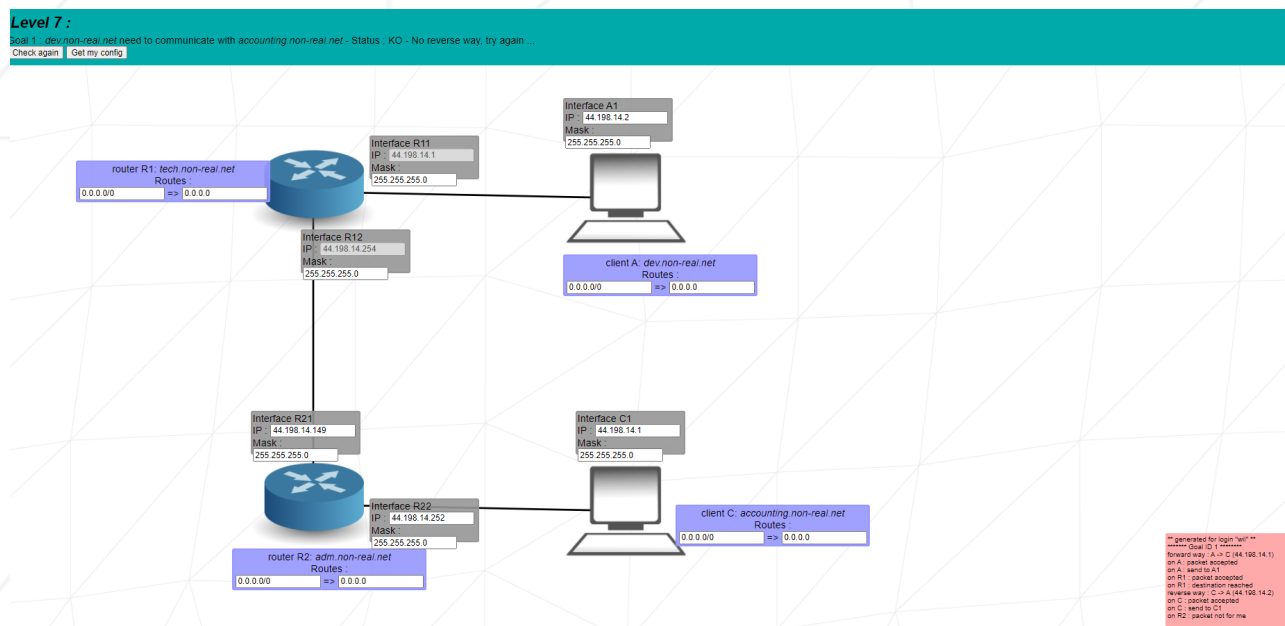 Level 7 :
Goal 1 : dev.non-real.net need to communicate with accounting.non-real.net - Status : KO - No reverse way, try again ...
Check again Get my config
Interface A1
IP : 44.198.14.2
Mask :
255.255.255.0
Interface R11
IP : 44.198.14.1
Mask :
255.255.255.0
router R1: tech.non-real.net
Routes :
0.0.0.0/0 => 0.0.0.0
Interface R12
IP : 44.198.14.254
Mask :
255.255.255.0
client A: dev.non-real.net
Routes :
0.0.0.0/0 => 0.0.0.0
Interface R21
IP : 44.198.14.149
Mask :
255.255.255.0
Interface C1
IP : 44.198.14.1
Mask :
255.255.255.0
Interface R22
IP : 44.198.14.252
Mask :
255.255.255.0
client C: accounting.non-real.net
Routes :
0.0.0.0/0 => 0.0.0.0
router R2: adm.non-real.net
Routes :
0.0.0.0/0 => 0.0.0.0
** generated for login "wil" **
******* Goal ID 1 ********
forward way : A -> C (44.198.14.1)
on A : packet accepted
on A : send to A1
on R1 : packet accepted
on R1 : destination reached
reverse way : C -> A (44.198.14.2)
on C : packet accepted
on C : send to C1
on R2 : packet not for me